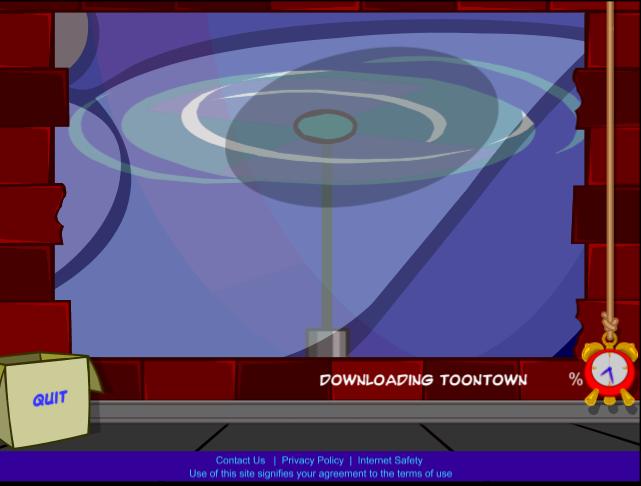 DOWNLOADING TOONTOWN %
QUIT
Contact Us | Privacy Policy | Internet Safety
Use of this site signifies your agreement to the terms of use